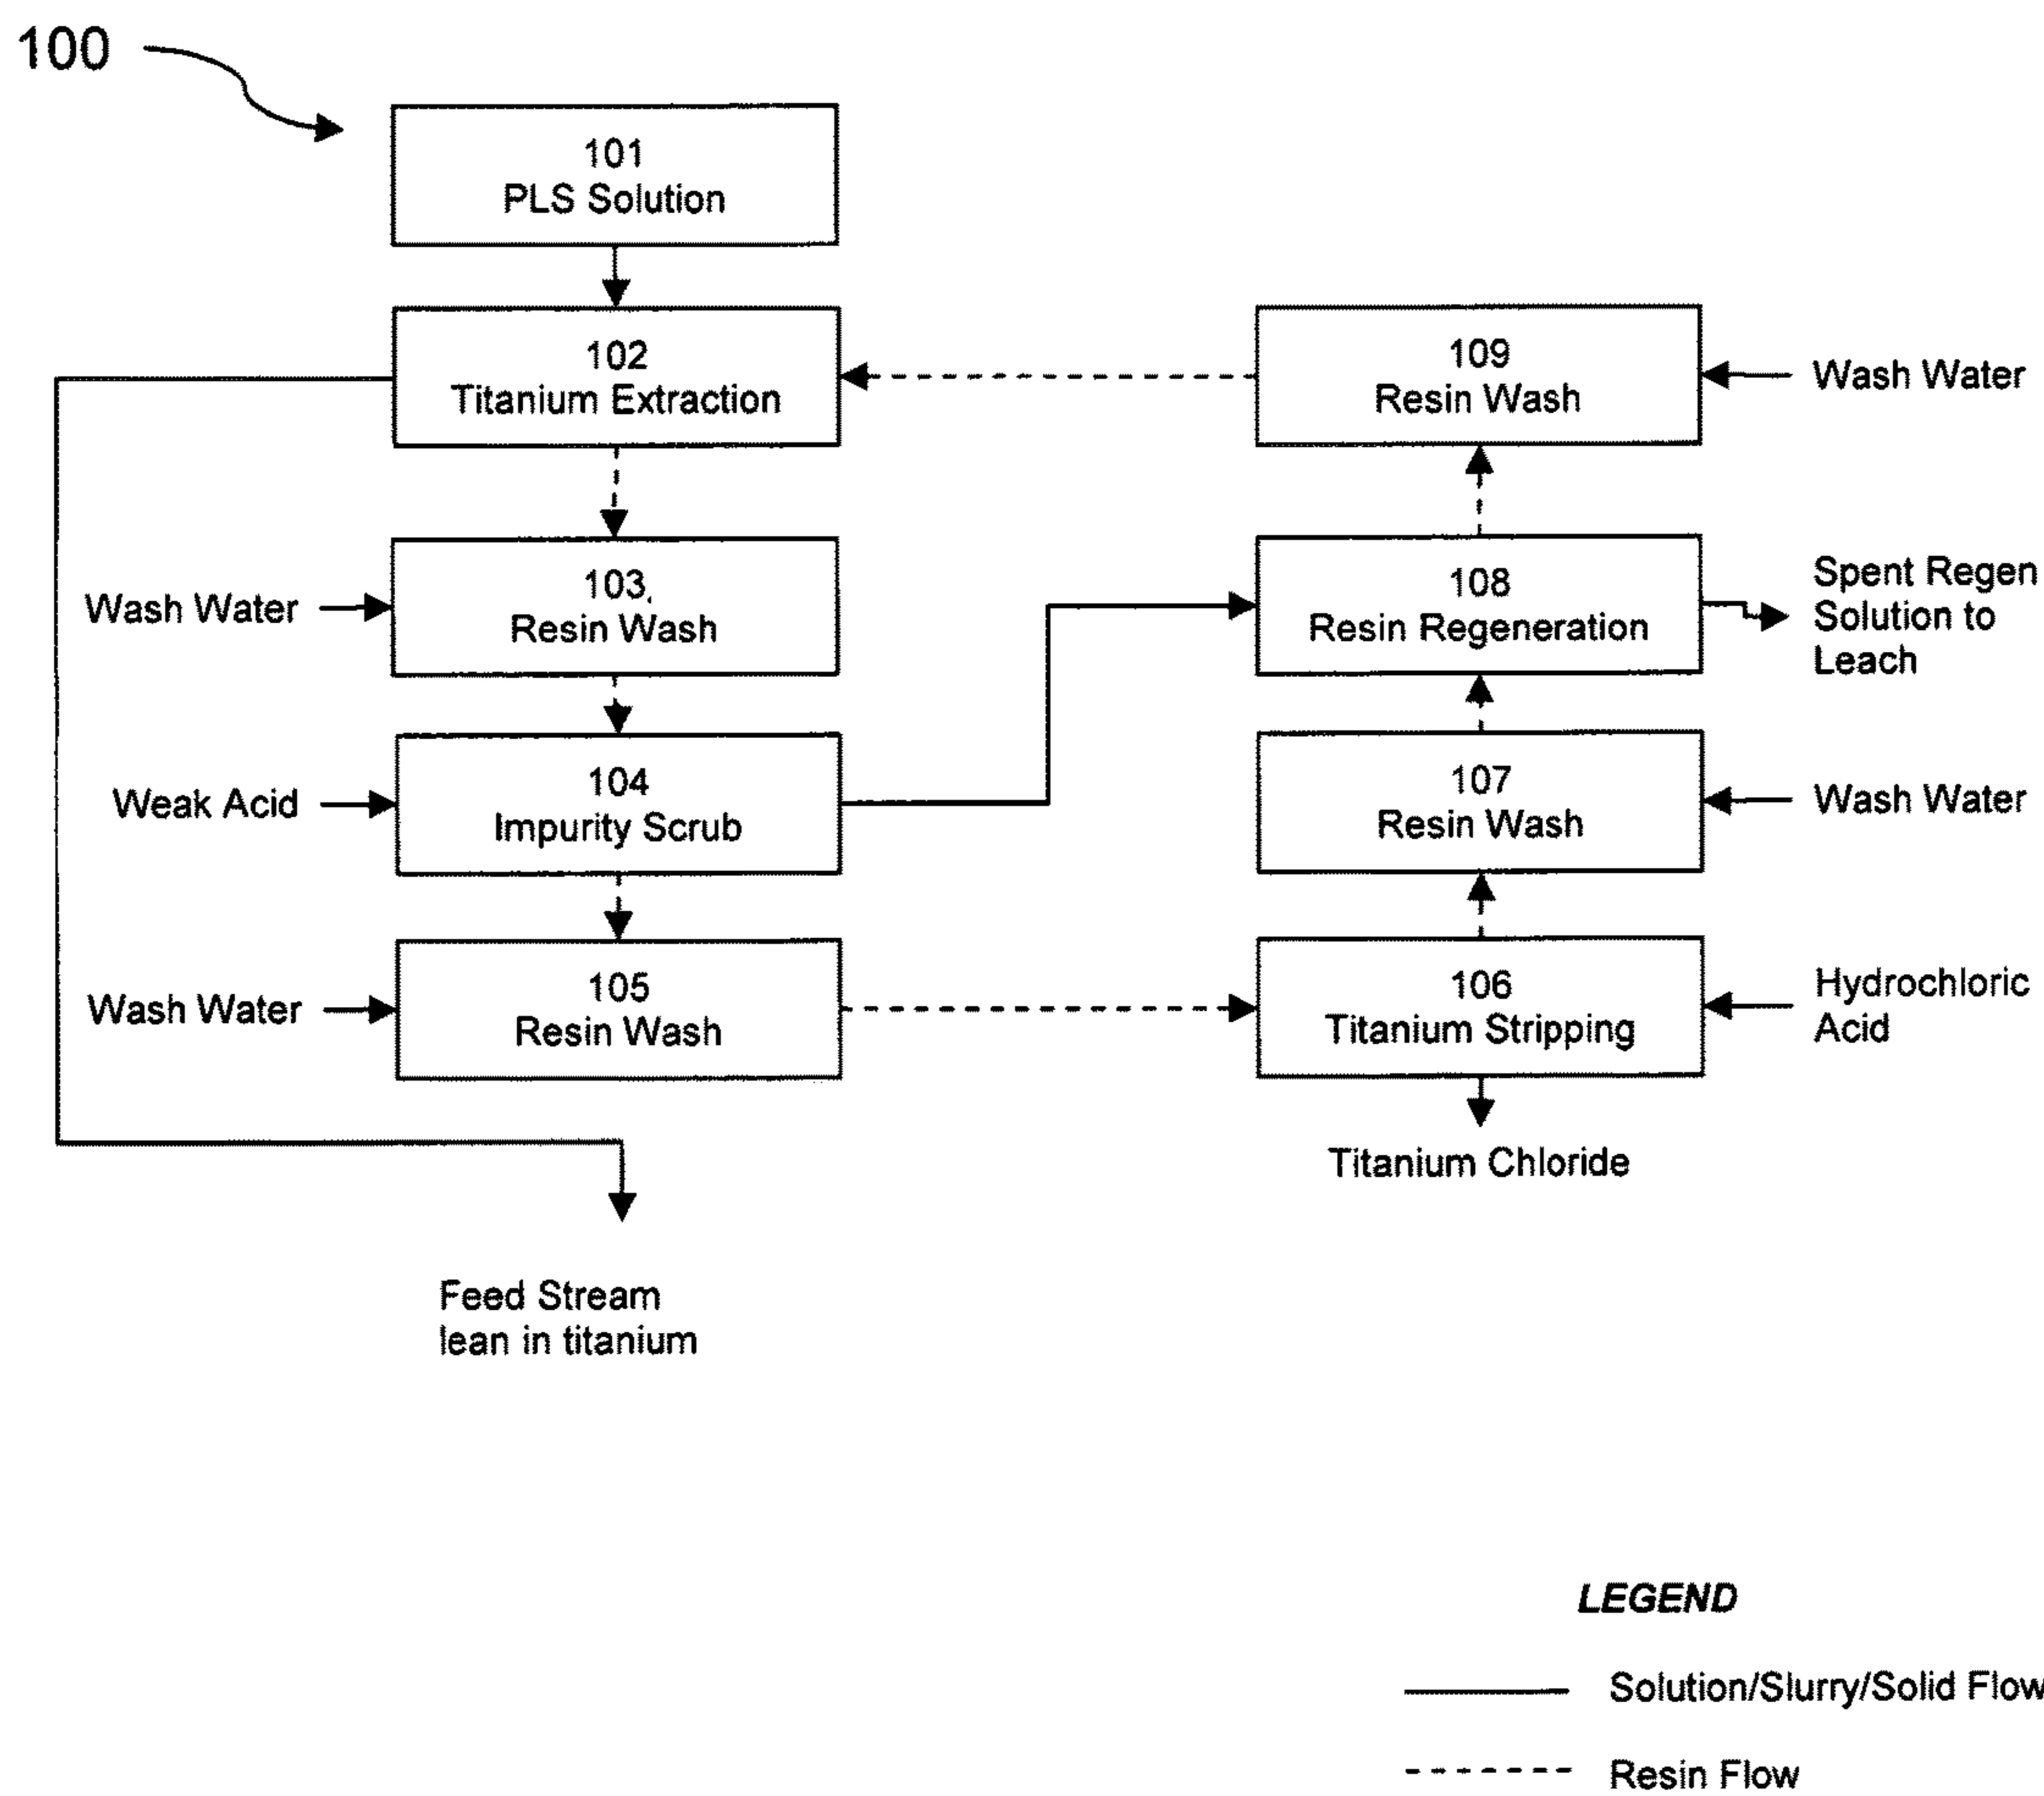 100
101
PLS Solution
102
Titanium Extraction
109
Resin Wash
Wash Water
Wash Water
103
Resin Wash
108
Resin Regeneration
Spent Regen
Solution to
Leach
Weak Acid
104
Impurity Scrub
107
Resin Wash
Wash Water
Wash Water
105
Resin Wash
106
Titanium Stripping
Hydrochloric
Acid
Titanium Chloride
Feed Stream
lean in titanium
LEGEND
Solution/Slurry/Solid Flow
Resin Flow